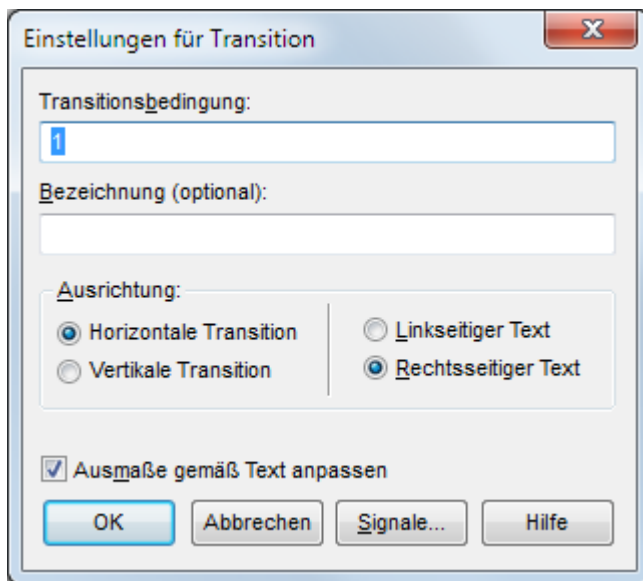 Einstellungen für Transition
Transitionsbedingung:
1
Bezeichnung (optional):
Ausrichtung:
Horizontale Transition
Linkseitiger Text
Vertikale Transition
Rechtsseitiger Text
Ausmaße gemäß Text anpassen
OK
Abbrechen
Signale...
Hilfe